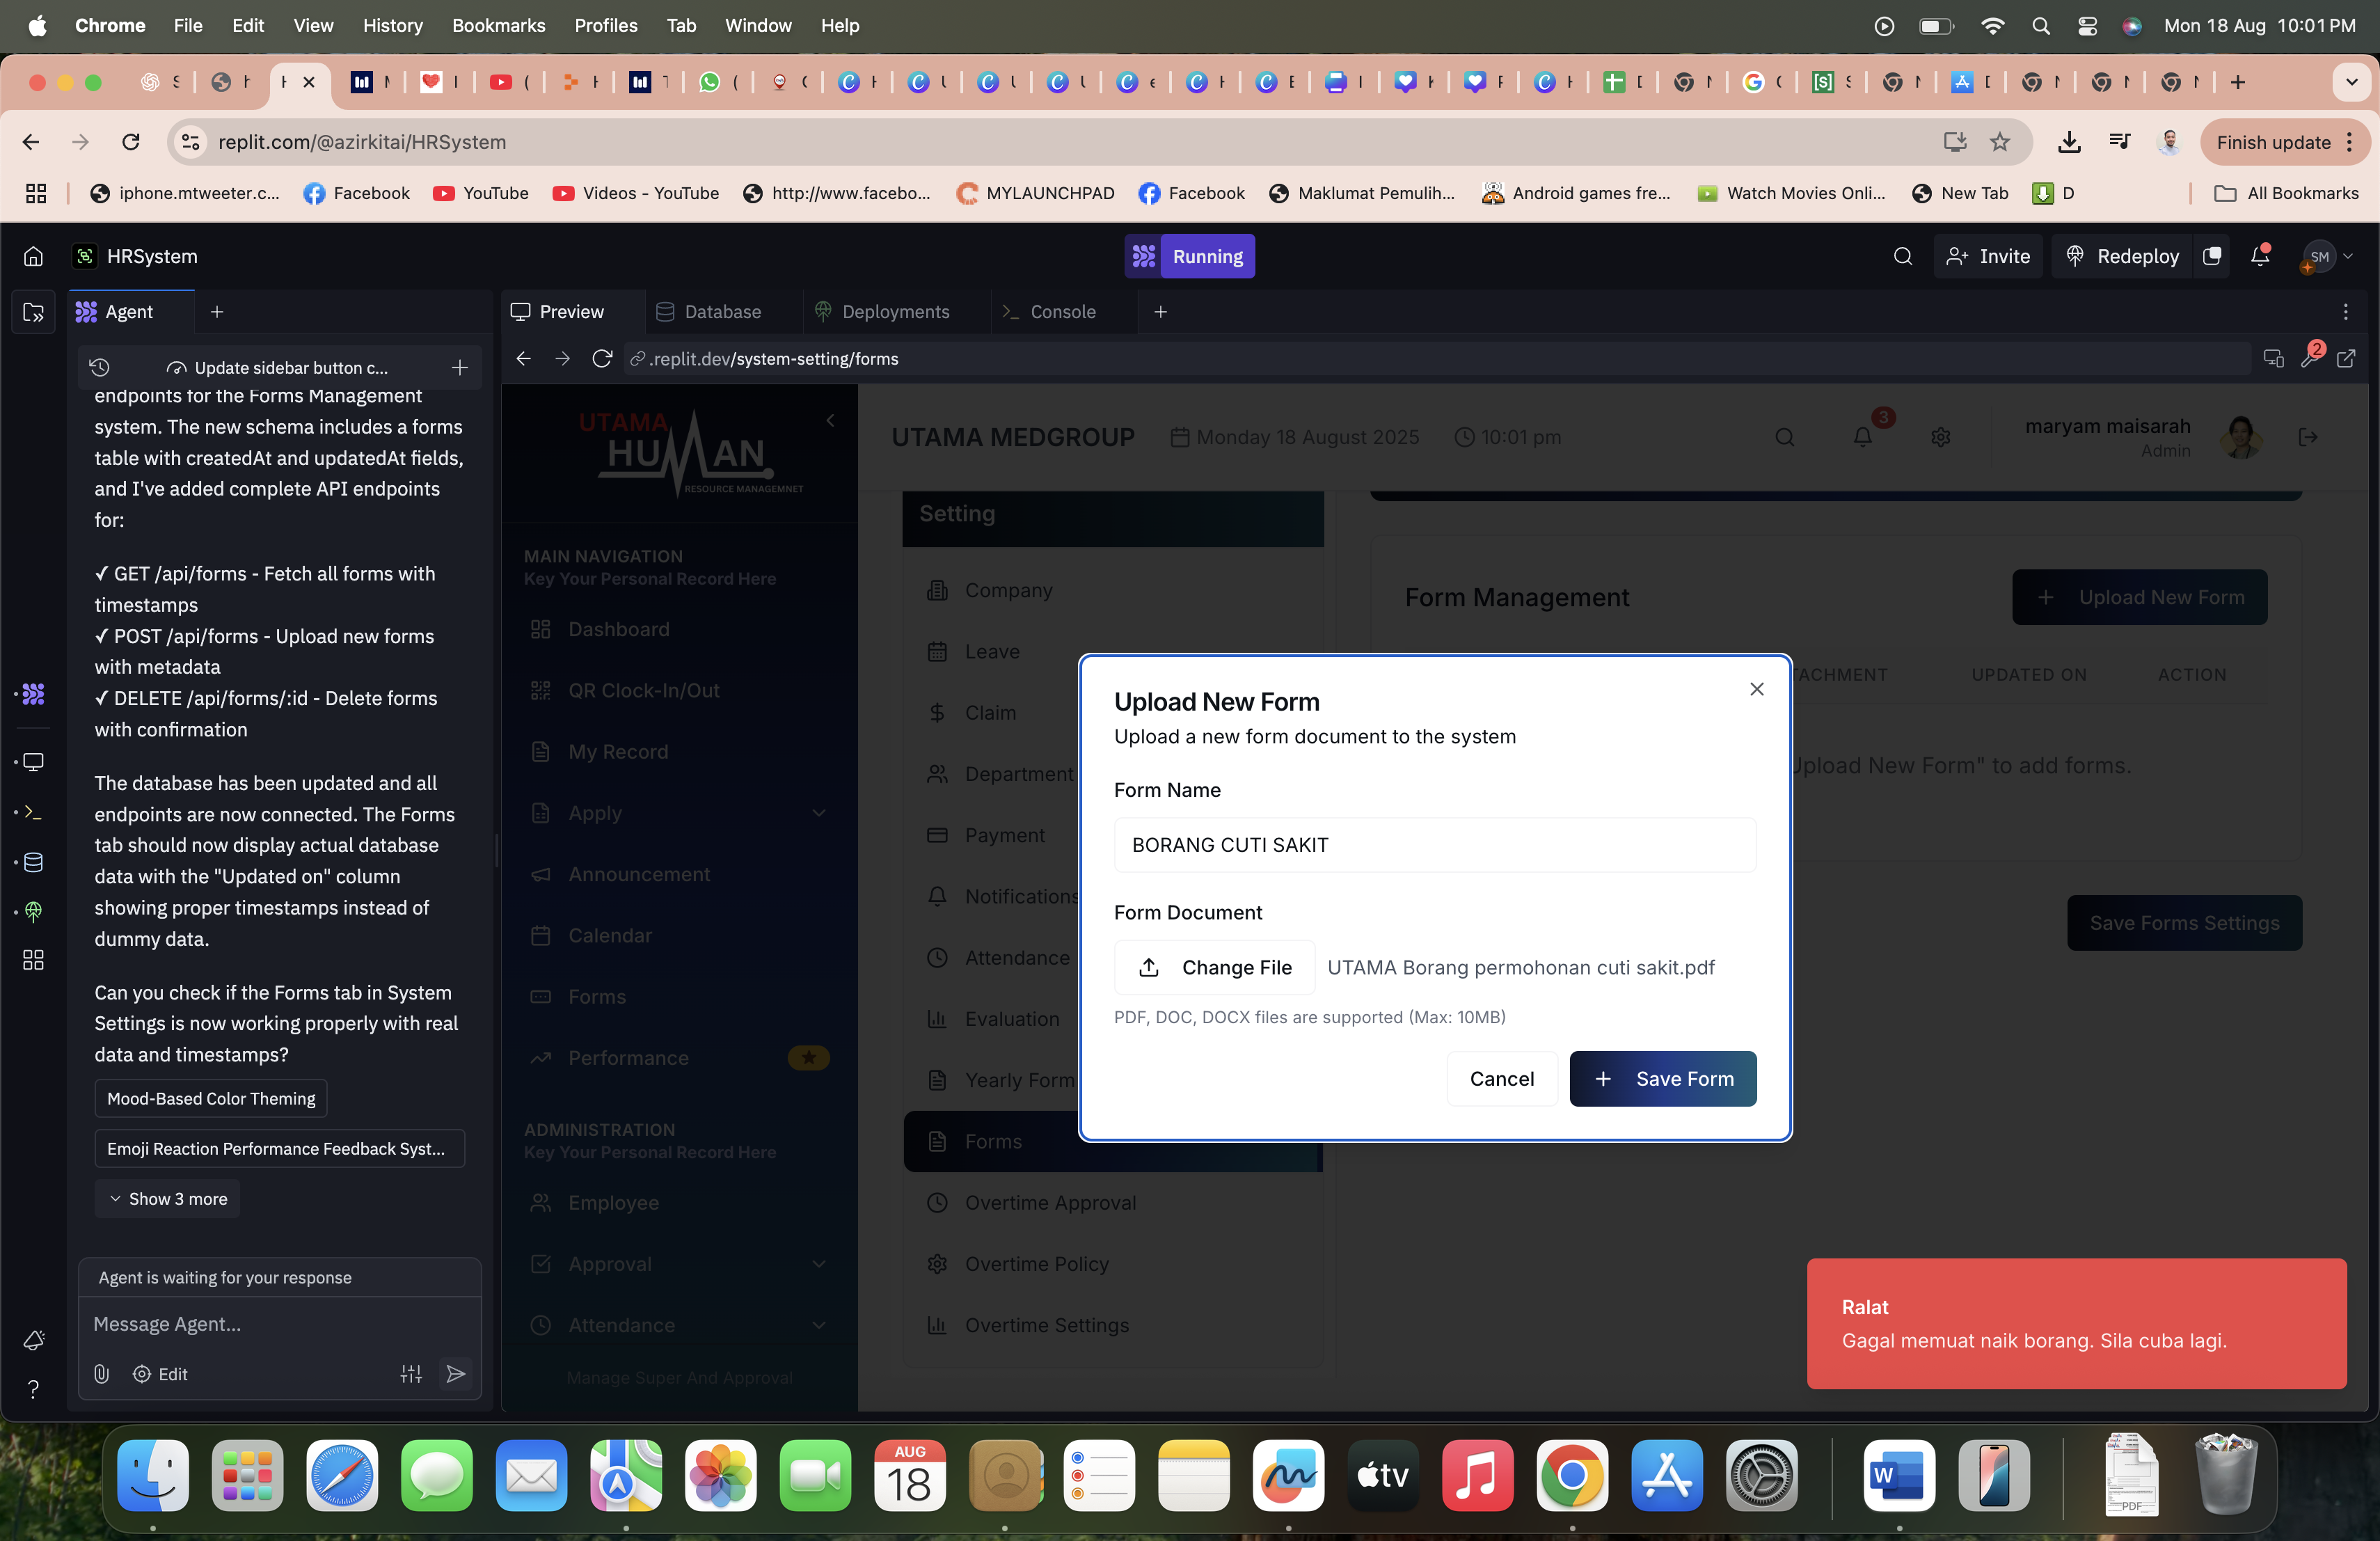 Chrome File Edit View History Bookmarks Profiles Tab Window Help
Mon 18 Aug 10:01 PM
replit.com/@azirkitai/HRSystem
Finish update
iphone.mtweeter.c...
Facebook
YouTube
Videos - YouTube
http://www.facebo...
MYLAUNCHPAD
Facebook
Maklumat Pemulih...
Android games fre...
Watch Movies Onli...
New Tab
D
All Bookmarks
HRSystem
Running
Invite
Redeploy
SM
Agent
Preview
Database
Deployments
Console
Update sidebar button c...
.replit.dev/system-setting/forms
2
endpoints for the Forms Management
system. The new schema includes a forms
table with createdAt and updatedAt fields,
and I've added complete API endpoints
for:
✓ GET /api/forms - Fetch all forms with
timestamps
✓ POST /api/forms - Upload new forms
with metadata
✓ DELETE /api/forms/:id - Delete forms
with confirmation
The database has been updated and all
endpoints are now connected. The Forms
tab should now display actual database
data with the "Updated on" column
showing proper timestamps instead of
dummy data.
Can you check if the Forms tab in System
Settings is now working properly with real
data and timestamps?
Mood-Based Color Theming
Emoji Reaction Performance Feedback Syst...
Show 3 more
Agent is waiting for your response
Message Agent...
Edit
UTAMA
HUMAN
RESOURCE MANAGEMNET
MAIN NAVIGATION
Key Your Personal Record Here
Dashboard
QR Clock-In/Out
My Record
Apply
Announcement
Calendar
Forms
Performance
ADMINISTRATION
Key Your Personal Record Here
Employee
Approval
Attendance
Manage Super And Approval
UTAMA MEDGROUP
Monday 18 August 2025
10:01 pm
3
maryam maisarah
Admin
Setting
Company
Leave
Claim
Department
Payment
Notifications
Attendance
Evaluation
Yearly Form
Forms
Overtime Approval
Overtime Policy
Overtime Settings
Form Management
Upload New Form
TACHMENT
UPDATED ON
ACTION
Upload New Form" to add forms.
Save Forms Settings
Upload New Form
Upload a new form document to the system
Form Name
BORANG CUTI SAKIT
Form Document
Change File
UTAMA Borang permohonan cuti sakit.pdf
PDF, DOC, DOCX files are supported (Max: 10MB)
Cancel
Save Form
Ralat
Gagal memuat naik borang. Sila cuba lagi.
AUG
18
tv
W
PDF